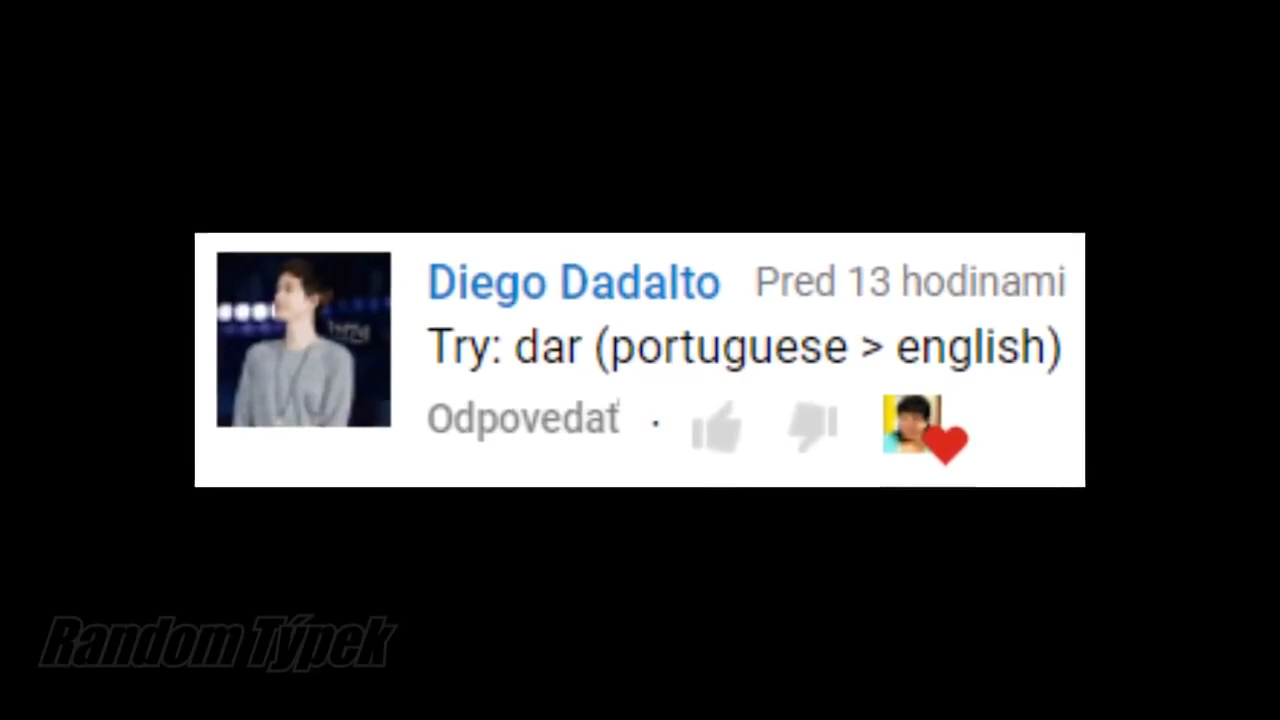 Diego Dadalto Pred 13 hodinami
Try: dar (portuguese > english)
Odpovedať ·
Random Týpek